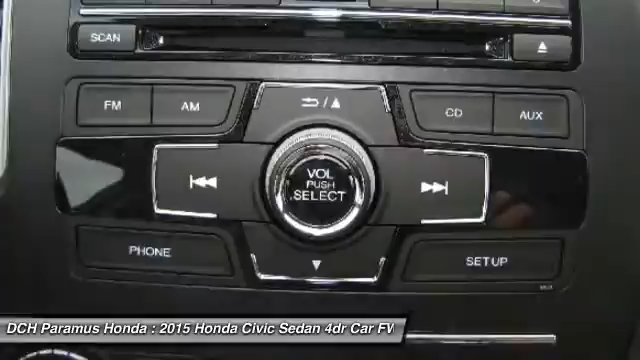 SCAN
FM AM CD AUX
VOL
PUSH
SELECT
PHONE SETUP
DCH Paramus Honda : 2015 Honda Civic Sedan 4dr Car FV